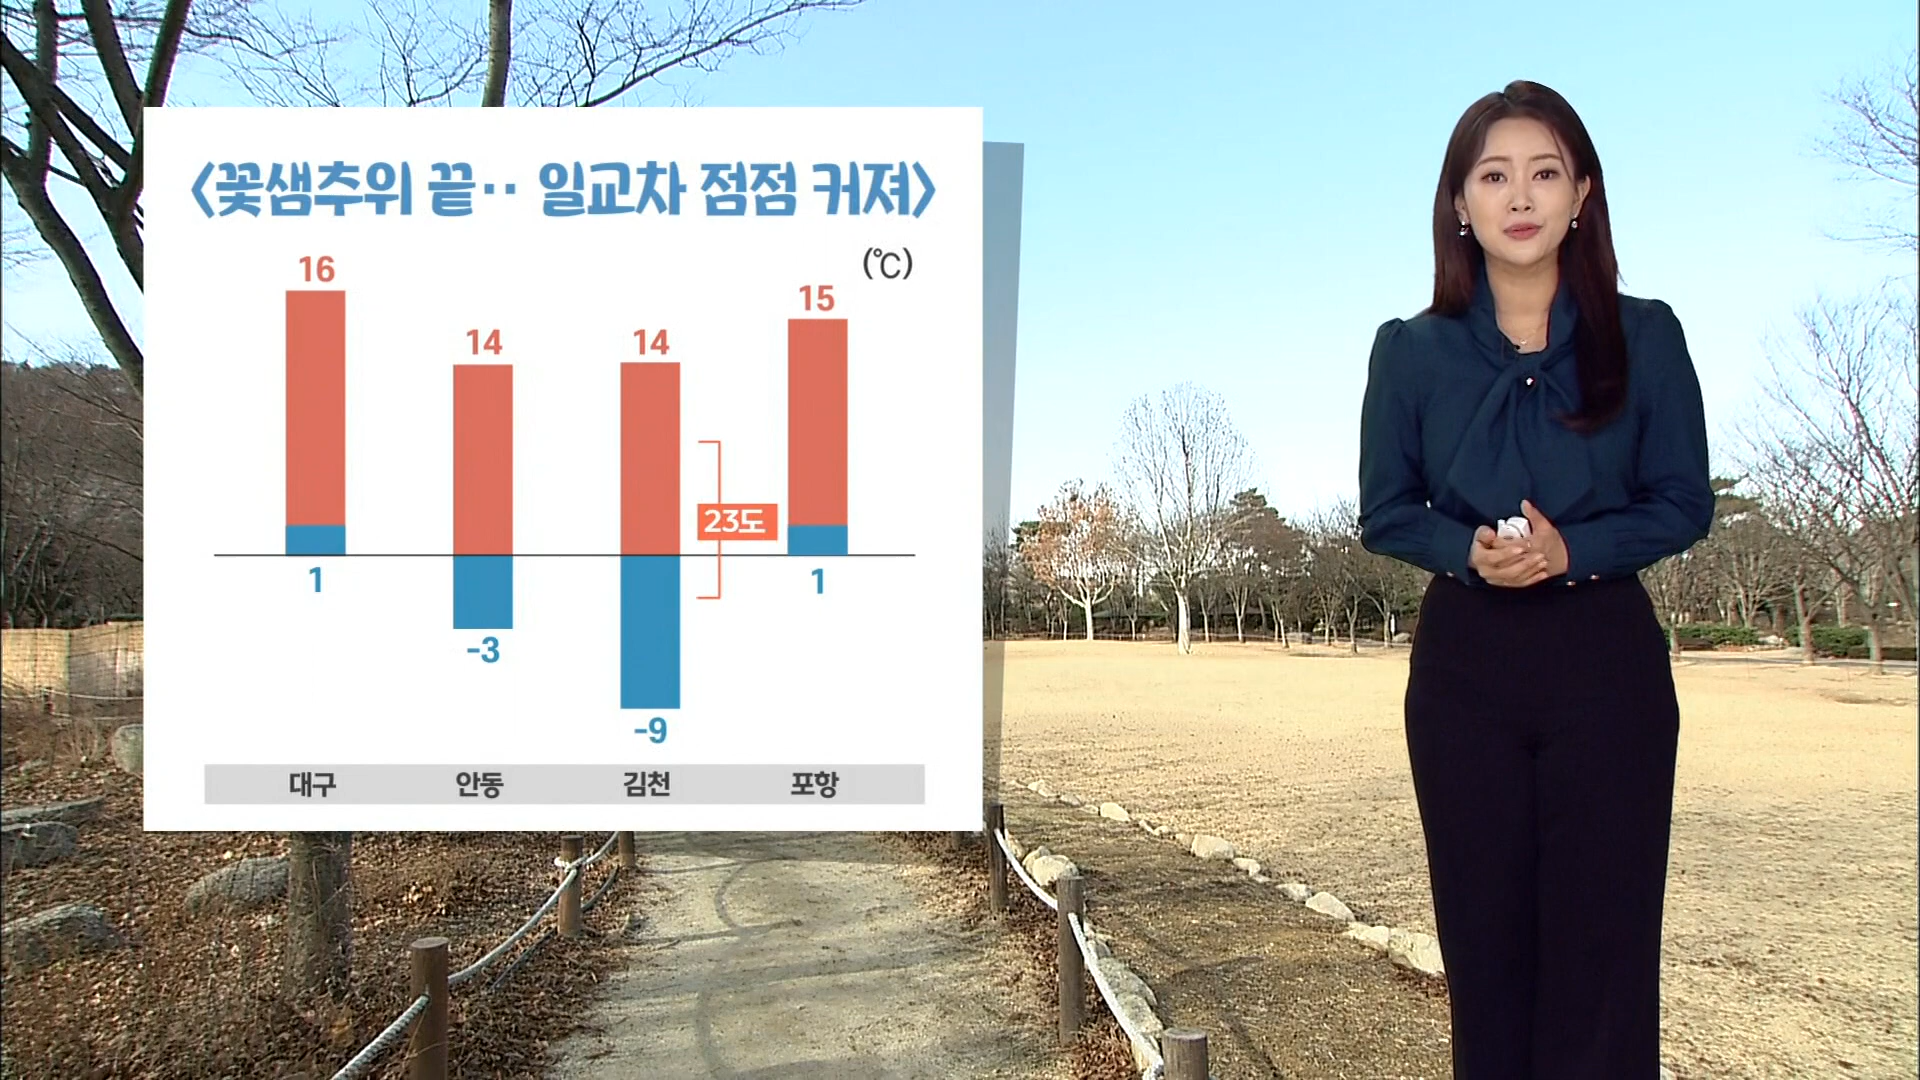 <꽃샘추위 끝‥ 일교차 점점 커져>
(℃)
16 14 14 15
23도
1 -3 -9 1
대구 안동 김천 포항